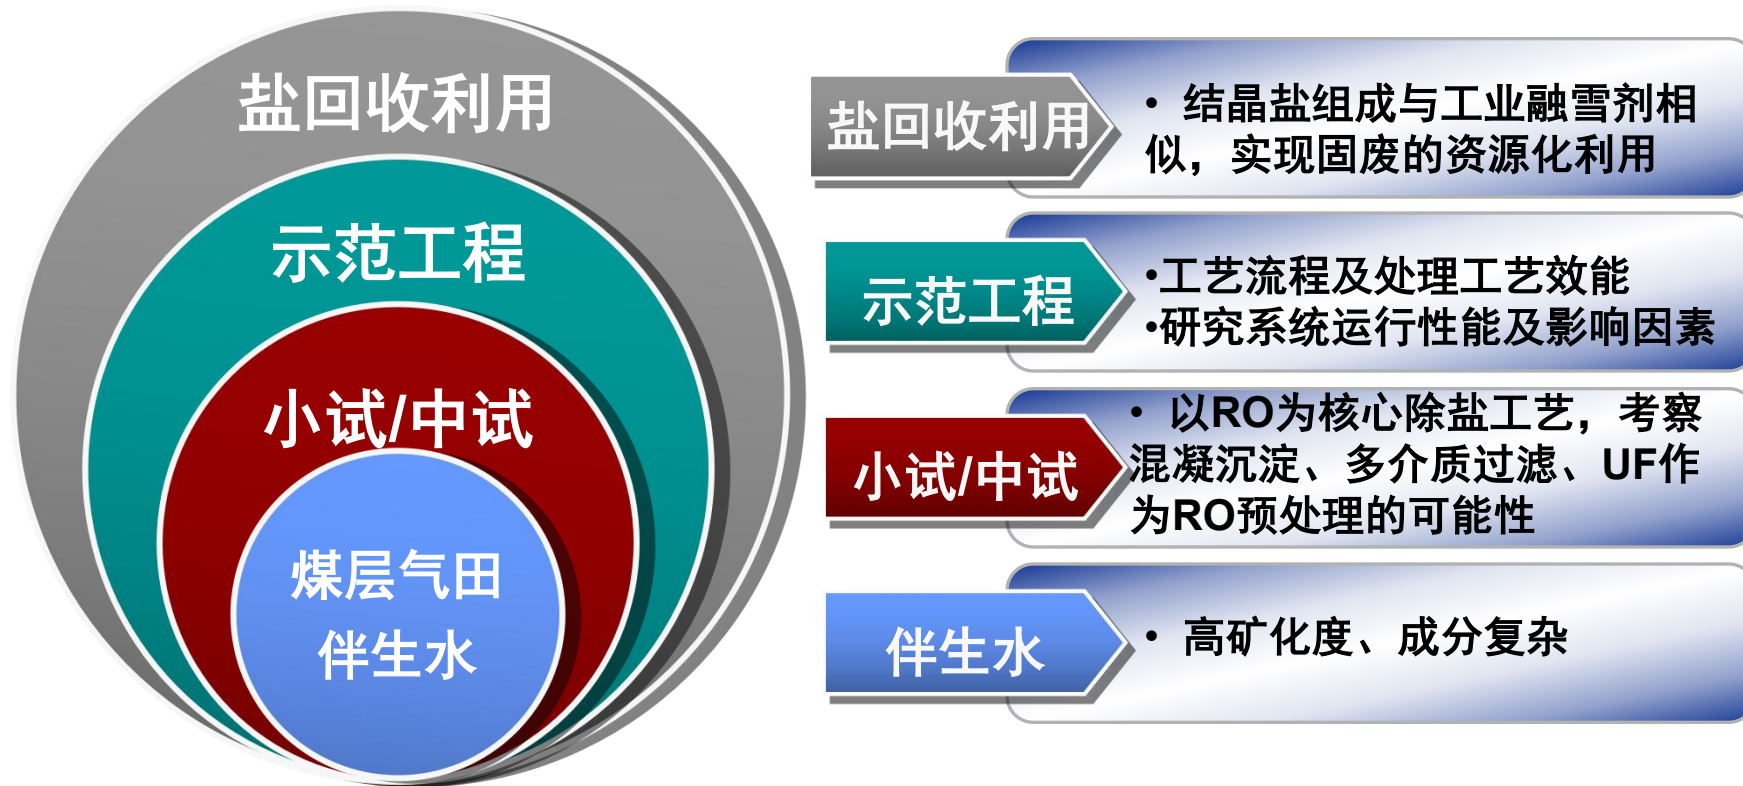 盐回收利用
示范工程
小试/中试
煤层气田
伴生水
盐回收利用
• 结晶盐组成与工业融雪剂相
似，实现固废的资源化利用
示范工程
•工艺流程及处理工艺效能
•研究系统运行性能及影响因素
小试/中试
• 以RO为核心除盐工艺，考察
混凝沉淀、多介质过滤、UF作
为RO预处理的可能性
伴生水
• 高矿化度、成分复杂